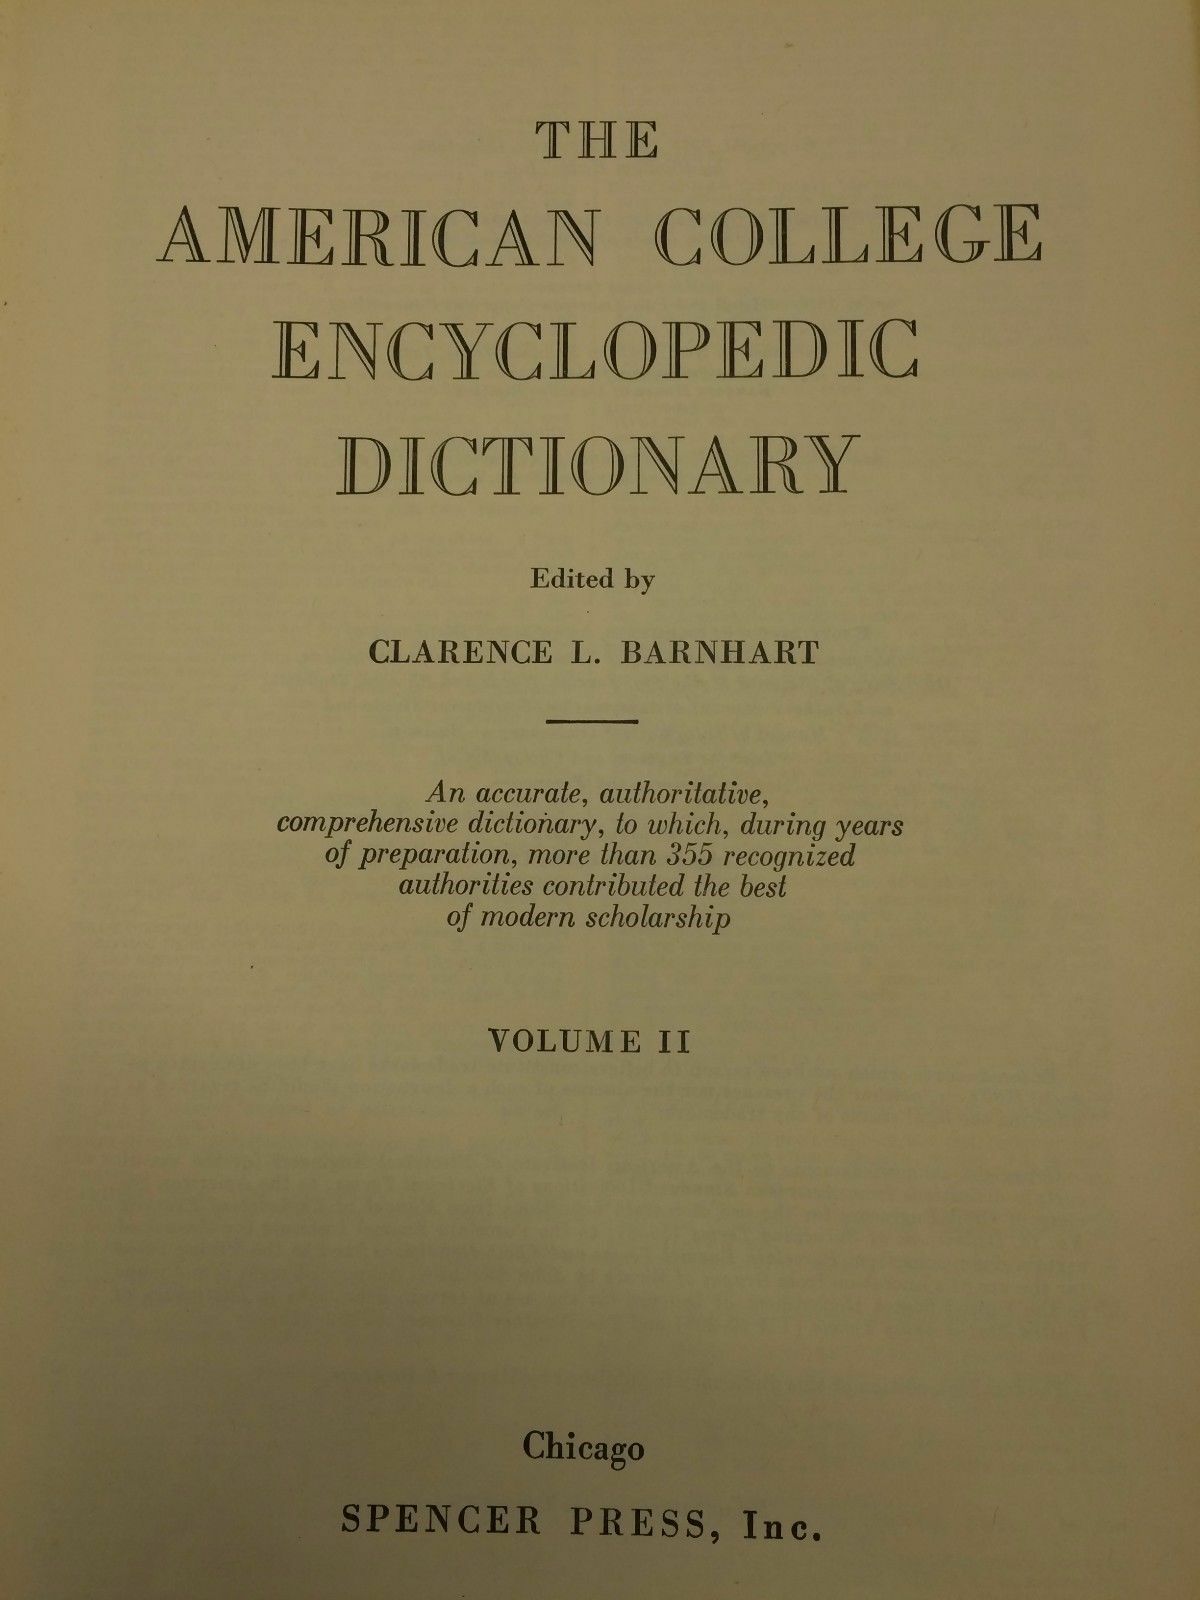 THE
AMERICAN COLLEGE
ENCYCLOPEDIC
DICTIONARY
Edited by
CLARENCE L. BARNHART
An accurate, authoritative,
comprehensive dictionary, to which, during years
of preparation, more than 355 recognized
authorities contributed the best
of modern scholarship
VOLUME II
Chicago
SPENCER PRESS, Inc.